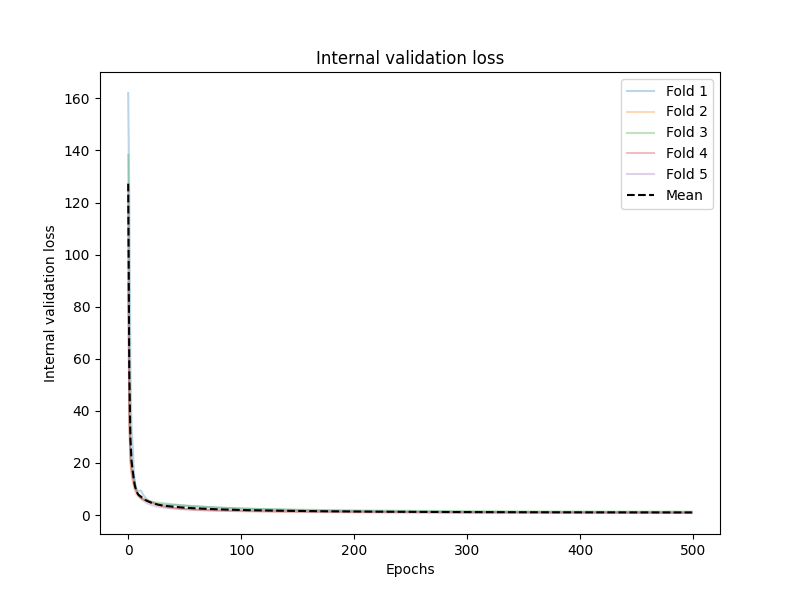 Internal validation loss
Fold 1
Fold 2
Fold 3
Fold 4
Fold 5
Mean
Internal validation loss
160
140
120
100
80
60
40
20
0
0 100 200 300 400 500
Epochs